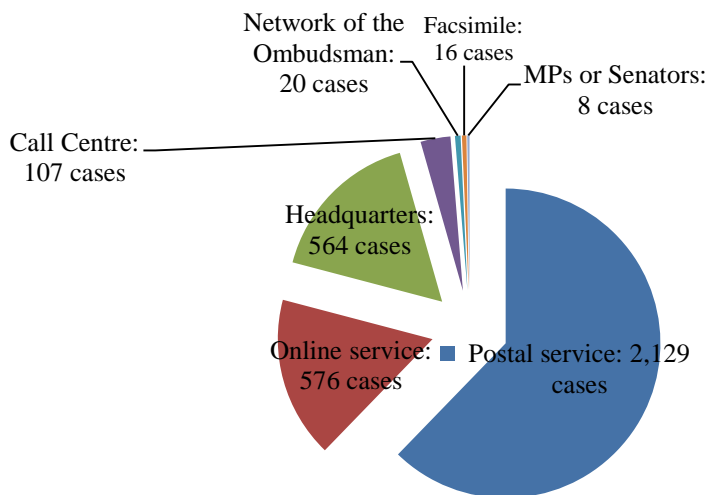 Network of the
Ombudsman:
20 cases
Facsimile:
16 cases
MPs or Senators:
8 cases
Call Centre:
107 cases
Headquarters:
564 cases
Online service:
576 cases
Postal service: 2,129
cases